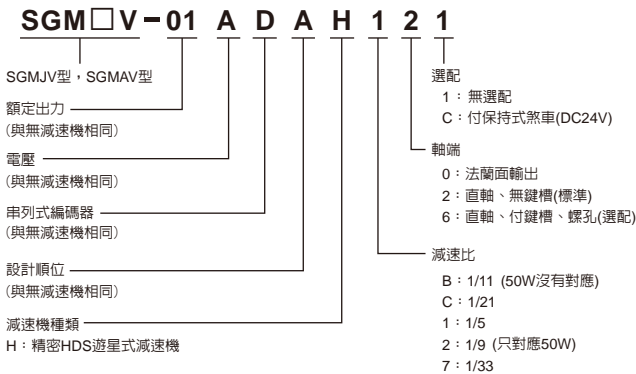 SGM□V-01ADAH121
SGMJV型，SGMAV型
額定出力
(與無減速機相同)
電壓
(與無減速機相同)
串列式編碼器
(與無減速機相同)
設計順位
(與無減速機相同)
減速機種類
H：精密HDS遊星式減速機
選配
1：無選配
C：付保持式煞車(DC24V)
軸端
0：法蘭面輸出
2：直軸、無鍵槽(標準)
6：直軸、付鍵槽、螺孔(選配)
減速比
B：1/11 (50W沒有對應)
C：1/21
1：1/5
2：1/9 (只對應50W)
7：1/33